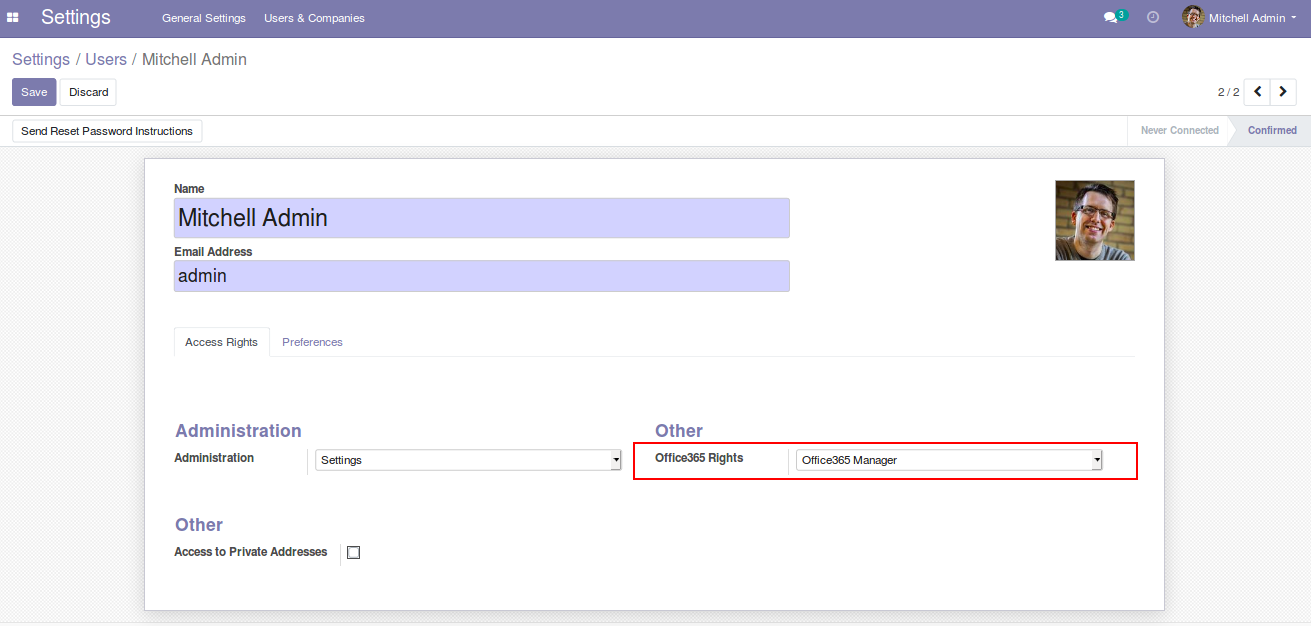 Settings General Settings Users & Companies 3 Mitchell Admin
Settings / Users / Mitchell Admin
Save Discard 2 / 2
Send Reset Password Instructions Never Connected Confirmed
Name
Mitchell Admin
Email Address
admin
Access Rights Preferences
Administration Other
Administration Settings Office365 Rights Office365 Manager
Other
Access to Private Addresses